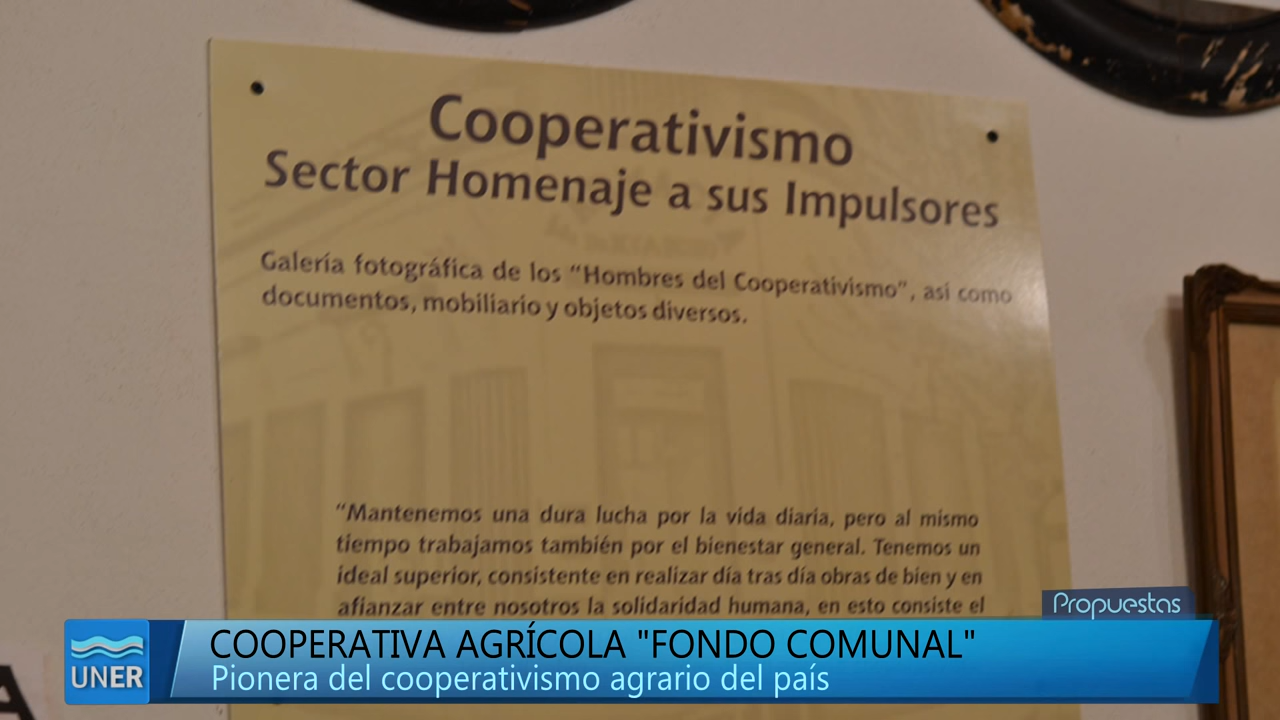 Cooperativismo
Sector Homenaje a sus Impulsores
Galería fotográfica de los "Hombres del Cooperativismo", así como
documentos, mobiliario y objetos diversos.
"Mantenemos una dura lucha por la vida diaria, pero al mismo
tiempo trabajamos también por el bienestar general. Tenemos un
ideal superior, consistente en realizar día tras día obras de bien y en
afianzar entre nosotros la solidaridad humana, en esto consiste el
Propuestas
UNER
COOPERATIVA AGRÍCOLA "FONDO COMUNAL"
Pionera del cooperativismo agrario del país
A